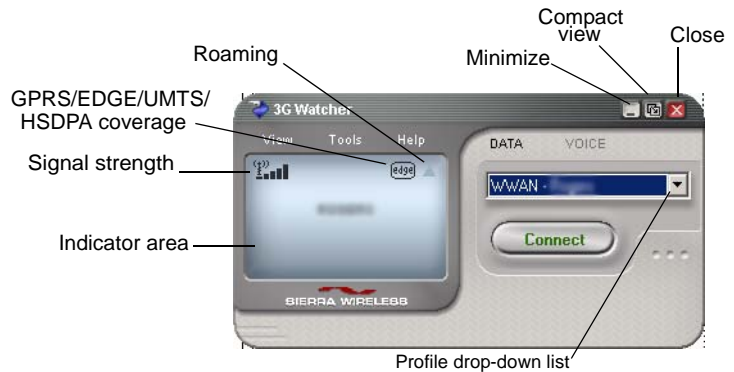 Compact
view
Close
Roaming
Minimize
GPRS/EDGE/UMTS/
HSDPA coverage
3G Watcher
View Tools Help
DATA VOICE
Signal strength
edge
WWAN -
Indicator area
Connect
SIERRA WIRELESS
Profile drop-down list